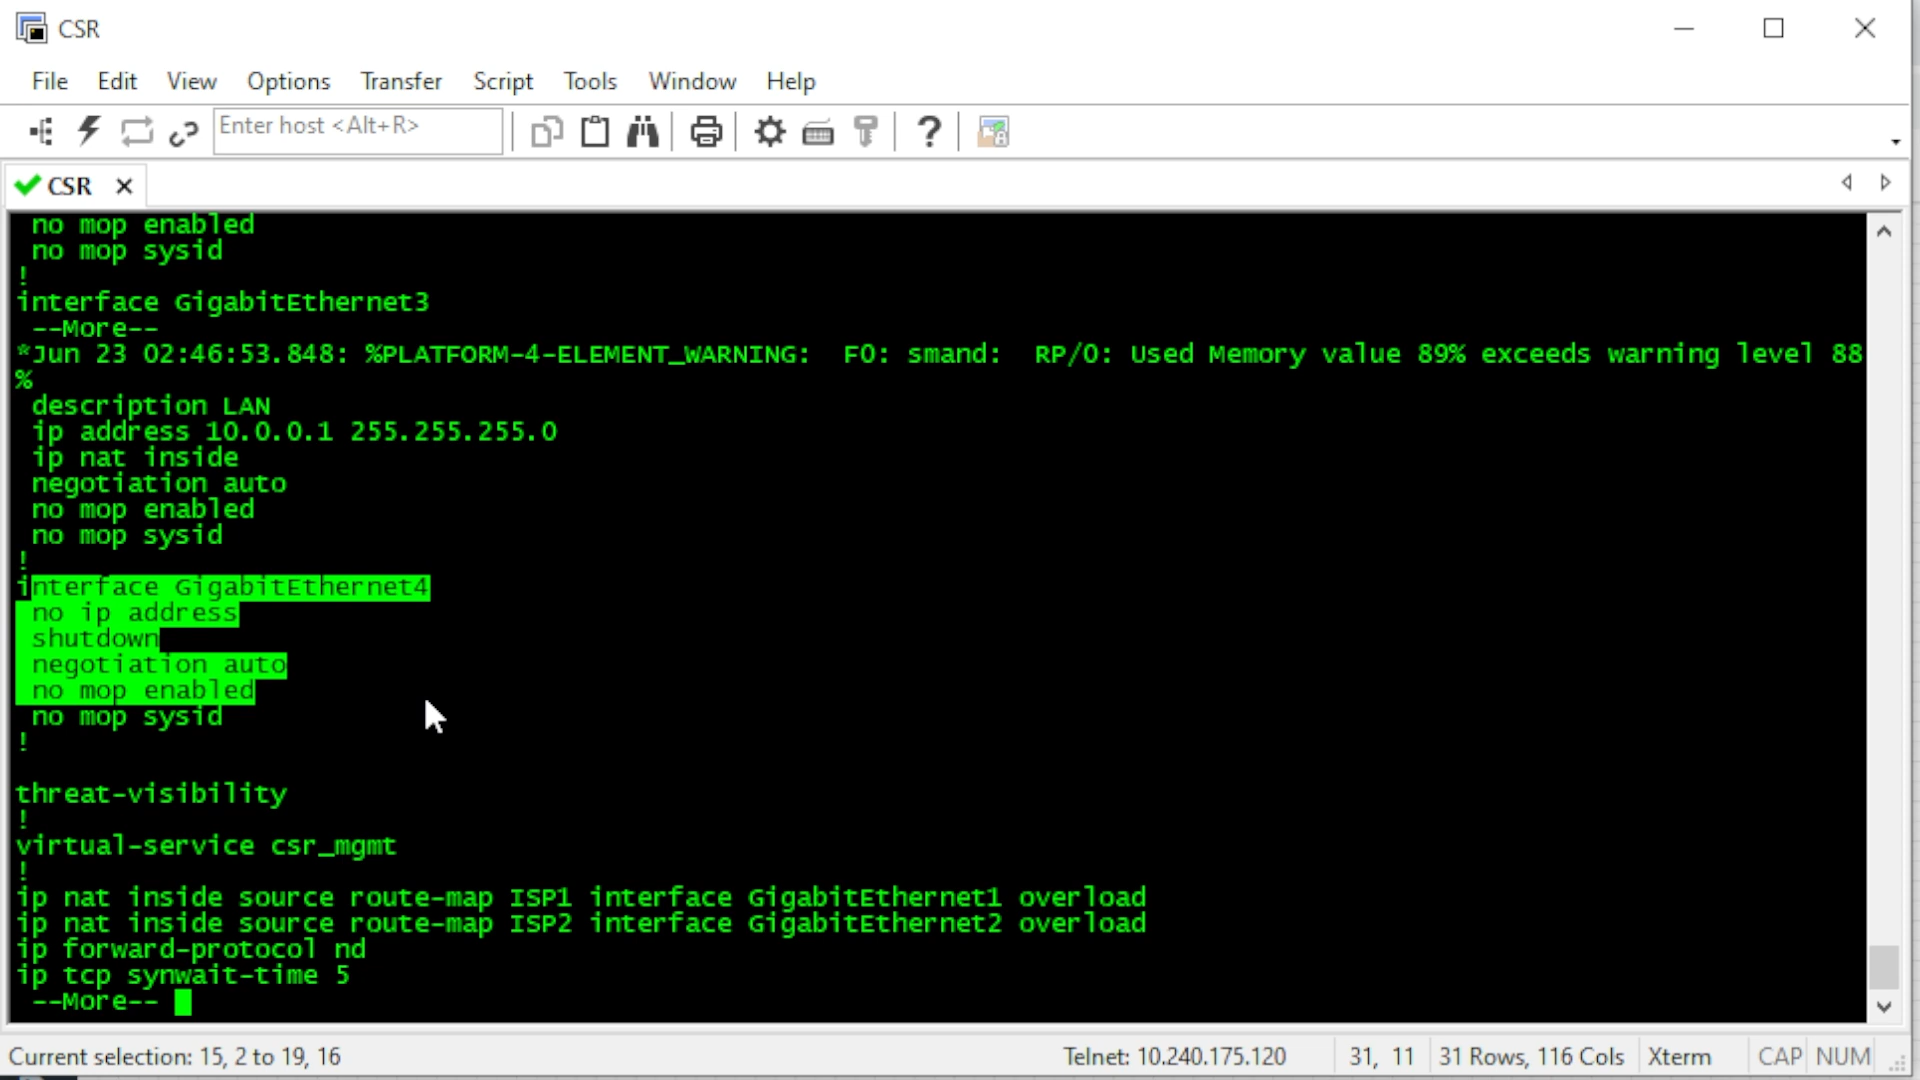 CSR
File Edit View Options Transfer Script Tools Window Help
Enter host <Alt+R>
CSR
no mop enabled
no mop sysid
!
interface GigabitEthernet3
--More--
*Jun 23 02:46:53.848: %PLATFORM-4-ELEMENT_WARNING: F0: smand: RP/0: Used Memory value 89% exceeds warning level 88
%
description LAN
ip address 10.0.0.1 255.255.255.0
ip nat inside
negotiation auto
no mop enabled
no mop sysid
!
interface GigabitEthernet4
no ip address
shutdown
negotiation auto
no mop enabled
no mop sysid
!
threat-visibility
!
virtual-service csr_mgmt
!
ip nat inside source route-map ISP1 interface GigabitEthernet1 overload
ip nat inside source route-map ISP2 interface GigabitEthernet2 overload
ip forward-protocol nd
ip tcp synwait-time 5
--More--
Current selection: 15, 2 to 19, 16 Telnet: 10.240.175.120 31, 11 31 Rows, 116 Cols Xterm CAP NUM